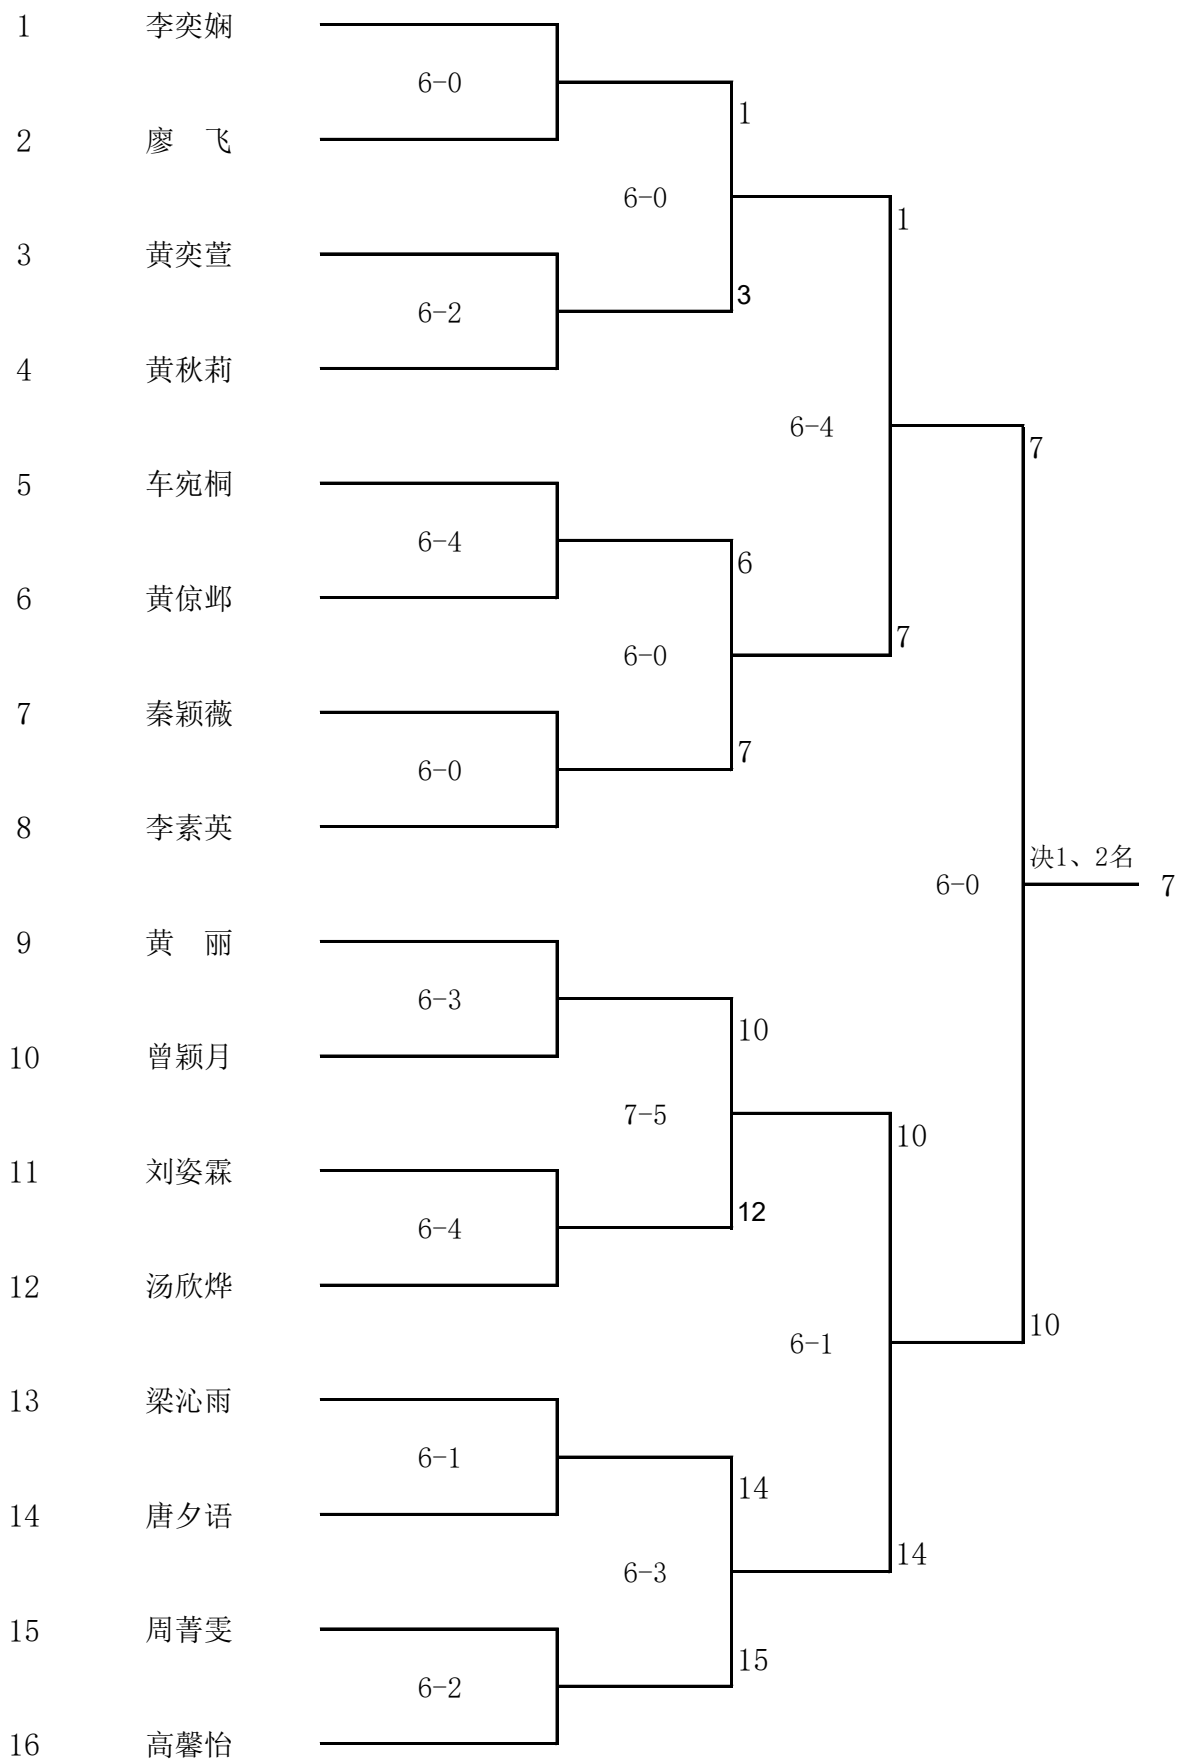 1 李奕娴
6-0
1
2 廖　飞
6-0
1
3 黄奕萱
3
6-2
4 黄秋莉
6-4
7
5 车宛桐
6-4
6
6 黄倞邺
7
6-0
7 秦颖薇
7
6-0
8 李素英
决1、2名
6-0 7
9 黄　丽
6-3
10
10 曾颖月
7-5
10
11 刘姿霖
12
6-4
12 汤欣烨
10
6-1
13 梁沁雨
6-1
14
14 唐夕语
14
6-3
15 周菁雯
15
6-2
16 高馨怡